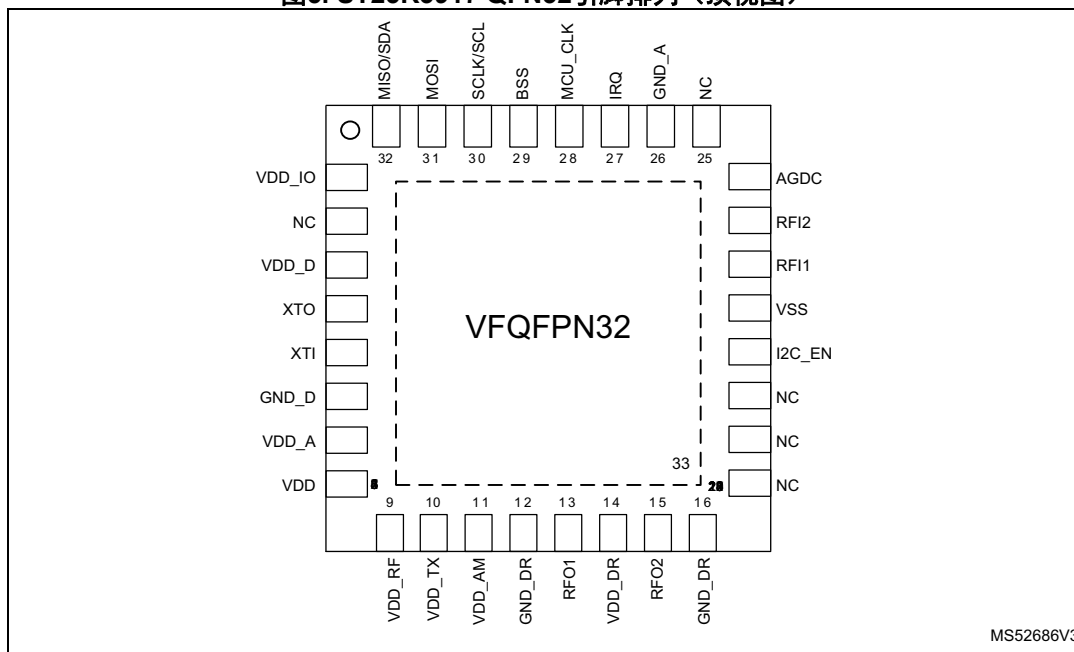 MISO/SDA
MOSI
SCLK/SCL
BSS
MCU_CLK
IRQ
GND_A
NC
32
31
30
29
28
27
26
25
VDD_IO
AGDC
NC
RFI2
VDD_D
RFI1
XTO
VSS
VFQFPN32
XTI
I2C_EN
GND_D
NC
VDD_A
NC
33
VDD
NC
9
10
11
12
13
14
15
16
VDD_RF
VDD_TX
VDD_AM
GND_DR
RFO1
VDD_DR
RFO2
GND_DR
MS52686V3